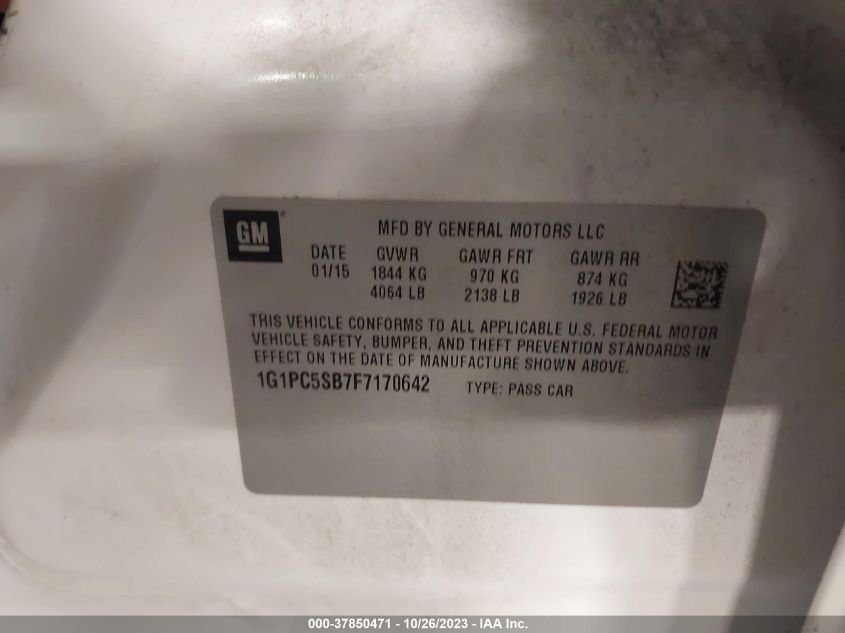 GM
MFD BY GENERAL MOTORS LLC
DATE GVWR GAWR FRT GAWR RR
01/15 1844 KG 970 KG 874 KG
4064 LB 2138 LB 1926 LB
THIS VEHICLE CONFORMS TO ALL APPLICABLE U.S. FEDERAL MOTOR
VEHICLE SAFETY, BUMPER, AND THEFT PREVENTION STANDARDS IN
EFFECT ON THE DATE OF MANUFACTURE SHOWN ABOVE.
1G1PC5SB7F7170642 TYPE: PASS CAR
000-37850471 - 10/26/2023 - IAA Inc.